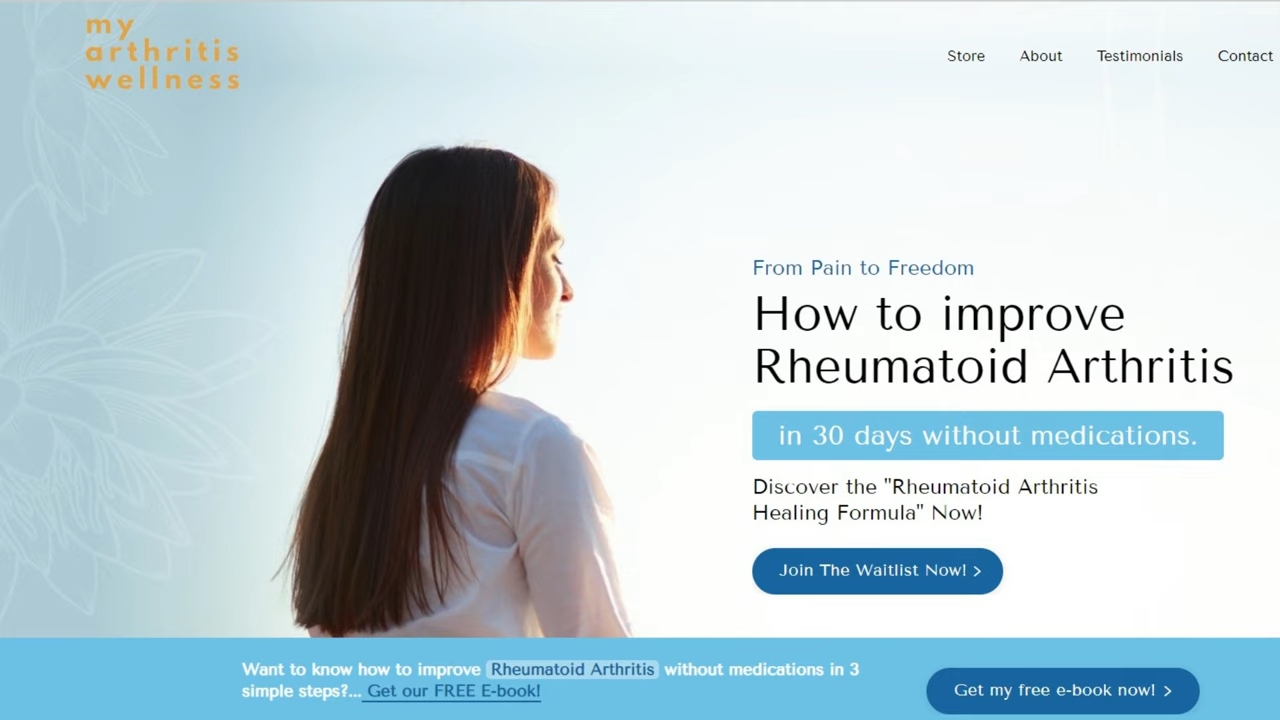 my
arthritis
wellness
Store About Testimonials Contact
From Pain to Freedom
How to improve
Rheumatoid Arthritis
in 30 days without medications.
Discover the "Rheumatoid Arthritis
Healing Formula" Now!
Join The Waitlist Now! >
Want to know how to improve Rheumatoid Arthritis without medications in 3
simple steps?... Get our FREE E-book!
Get my free e-book now! >